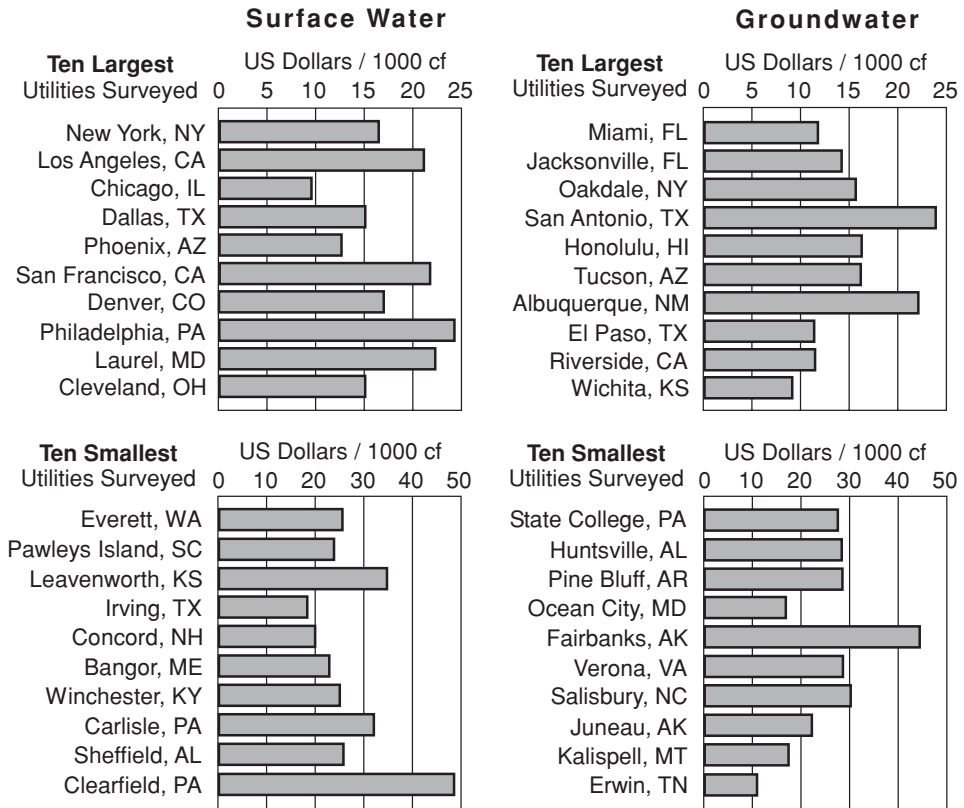 Surface Water
Ten Largest
Utilities Surveyed
US Dollars / 1000 cf
0 5 10 15 20 25
New York, NY
Los Angeles, CA
Chicago, IL
Dallas, TX
Phoenix, AZ
San Francisco, CA
Denver, CO
Philadelphia, PA
Laurel, MD
Cleveland, OH
Groundwater
Ten Largest
Utilities Surveyed
US Dollars / 1000 cf
0 5 10 15 20 25
Miami, FL
Jacksonville, FL
Oakdale, NY
San Antonio, TX
Honolulu, HI
Tucson, AZ
Albuquerque, NM
El Paso, TX
Riverside, CA
Wichita, KS
Ten Smallest
Utilities Surveyed
US Dollars / 1000 cf
0 10 20 30 40 50
Everett, WA
Pawleys Island, SC
Leavenworth, KS
Irving, TX
Concord, NH
Bangor, ME
Winchester, KY
Carlisle, PA
Sheffield, AL
Clearfield, PA
Ten Smallest
Utilities Surveyed
US Dollars / 1000 cf
0 10 20 30 40 50
State College, PA
Huntsville, AL
Pine Bluff, AR
Ocean City, MD
Fairbanks, AK
Verona, VA
Salisbury, NC
Juneau, AK
Kalispell, MT
Erwin, TN